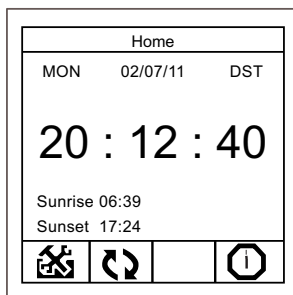 Home
MON 02/07/11 DST
20 : 12 : 40
Sunrise 06:39
Sunset 17:24
i